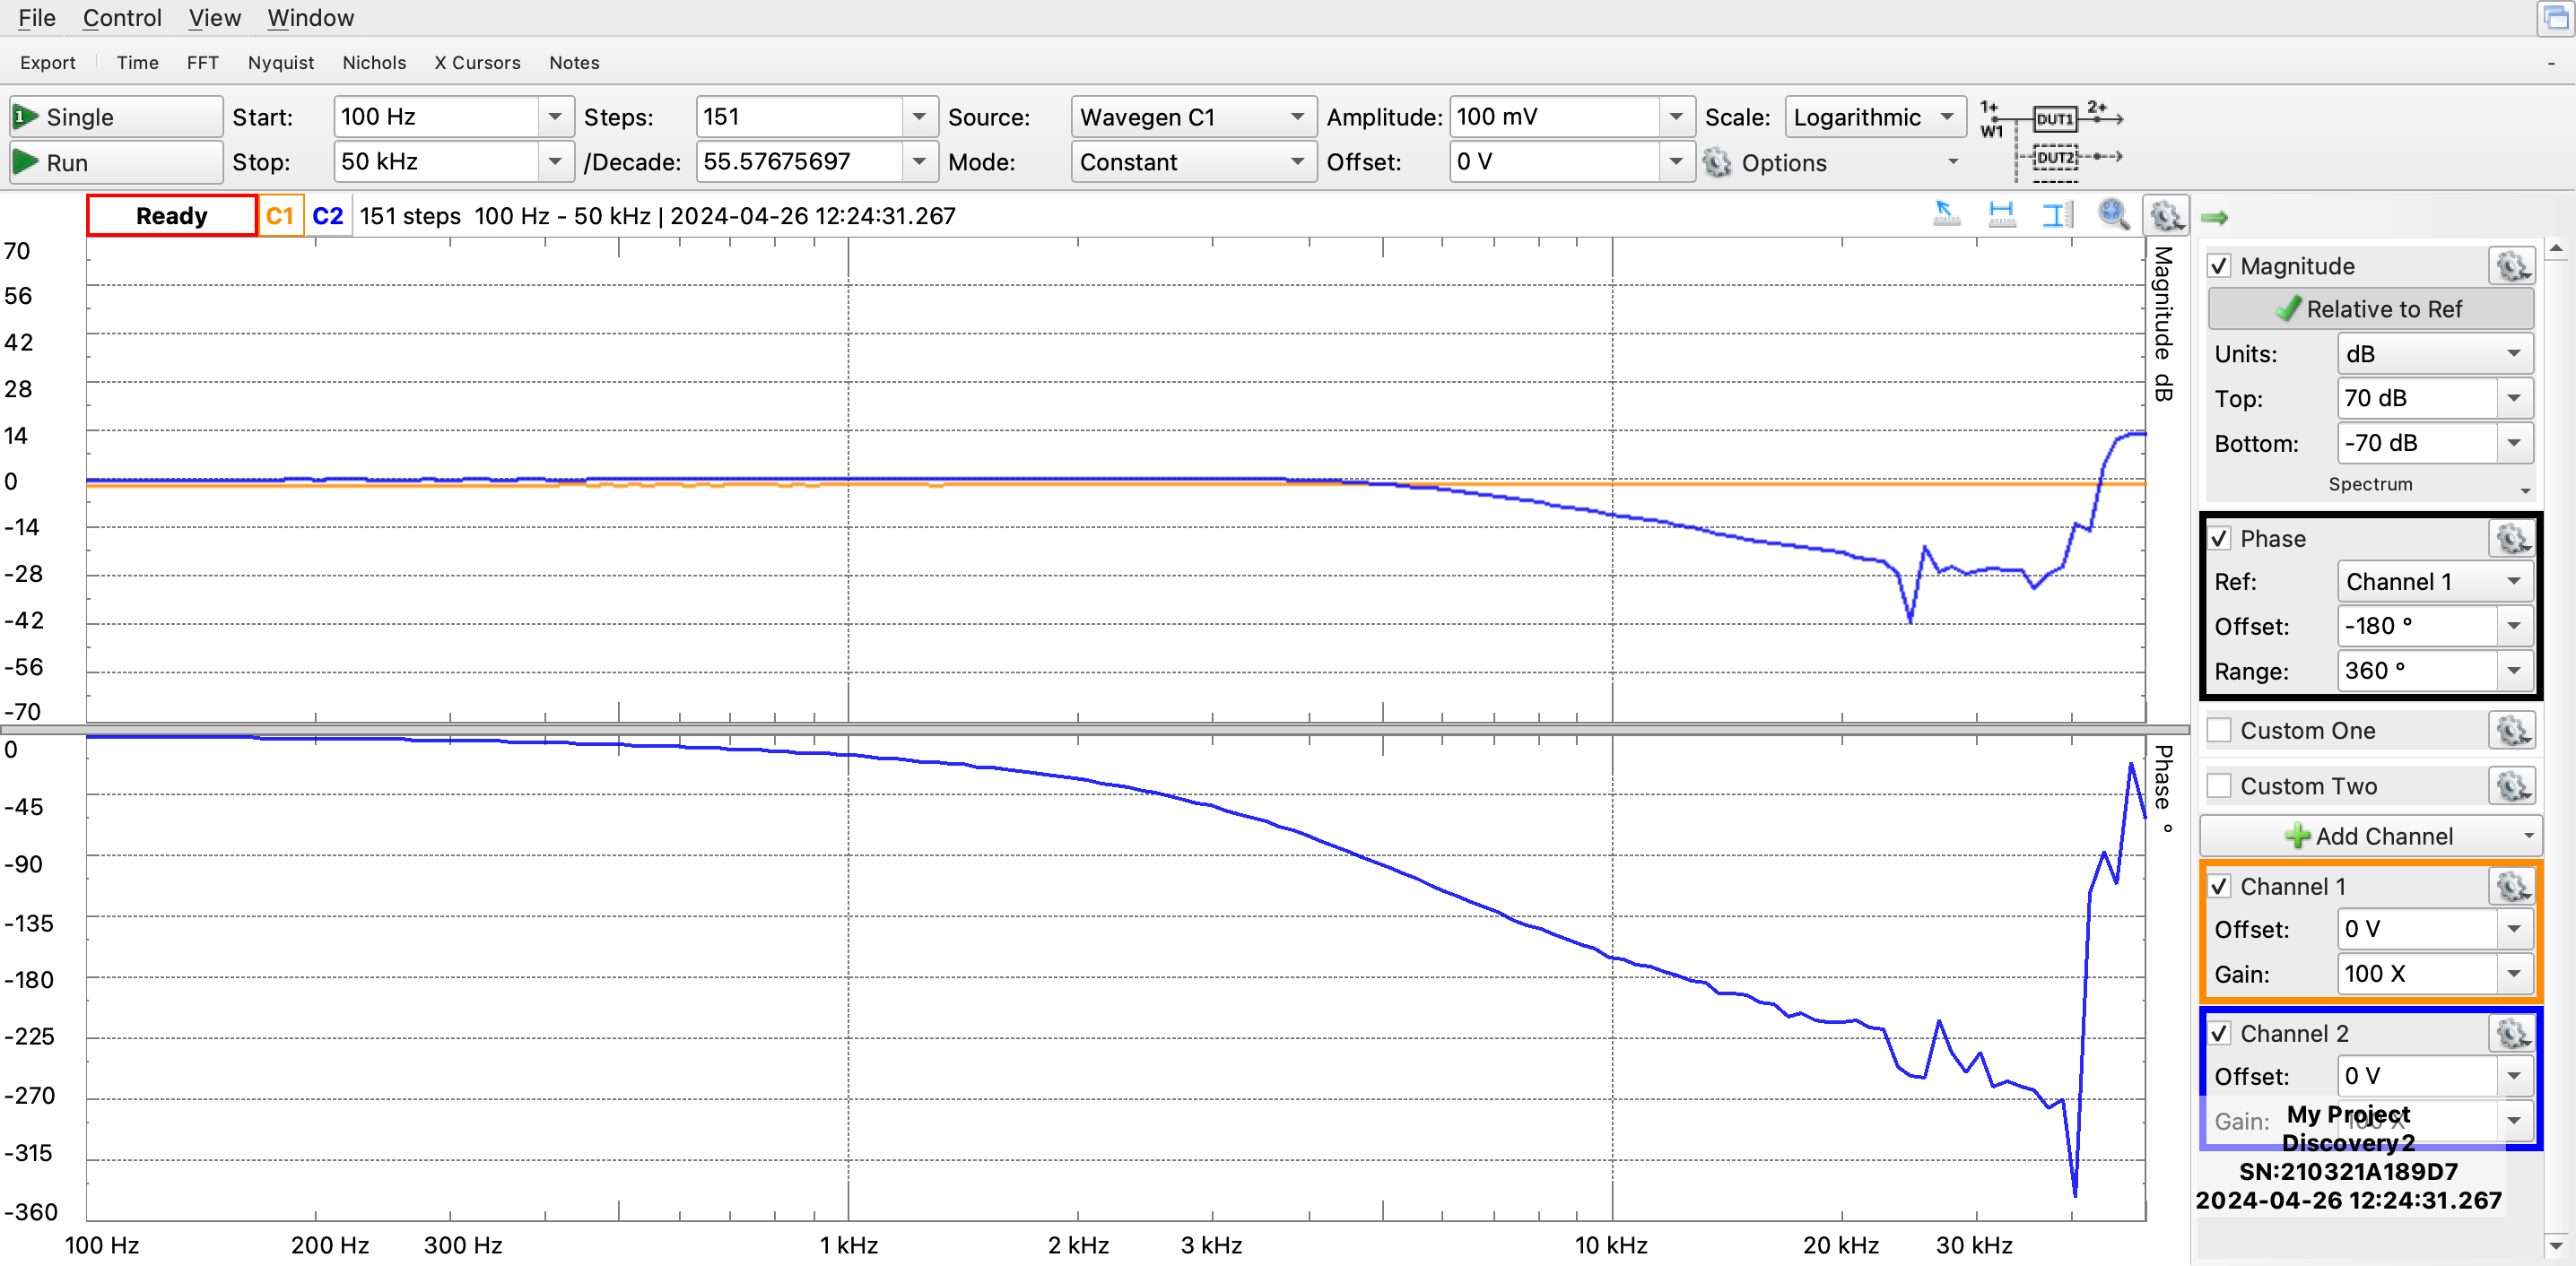 File Control View Window
Export Time FFT Nyquist Nichols X Cursors Notes
Single Start: 100 Hz Steps: 151 Source: Wavegen C1 Amplitude: 100 mV Scale: Logarithmic 1+ W1 DUT1 2+
Run Stop: 50 kHz /Decade: 55.57675697 Mode: Constant Offset: 0 V Options DUT2
Ready C1 C2 151 steps 100 Hz - 50 kHz | 2024-04-26 12:24:31.267
70
56
42
28
14
0
-14
-28
-42
-56
-70
Magnitude dB
0
-45
-90
-135
-180
-225
-270
-315
-360
Phase °
100 Hz 200 Hz 300 Hz 1 kHz 2 kHz 3 kHz 10 kHz 20 kHz 30 kHz
Magnitude
Relative to Ref
Units: dB
Top: 70 dB
Bottom: -70 dB
Spectrum
Phase
Ref: Channel 1
Offset: -180 °
Range: 360 °
Custom One
Custom Two
Add Channel
Channel 1
Offset: 0 V
Gain: 100 X
Channel 2
Offset: 0 V
Gain: 100 X
My Project
Discovery2
SN:210321A189D7
2024-04-26 12:24:31.267